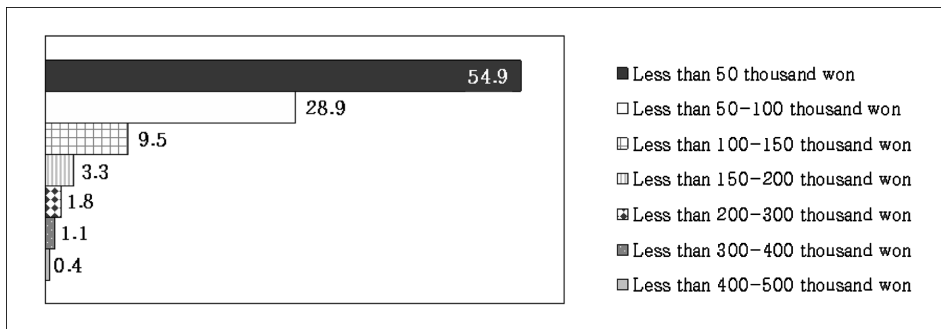 54.9
28.9
9.5
3.3
1.8
1.1
0.4
Less than 50 thousand won
Less than 50-100 thousand won
Less than 100-150 thousand won
Less than 150-200 thousand won
Less than 200-300 thousand won
Less than 300-400 thousand won
Less than 400-500 thousand won